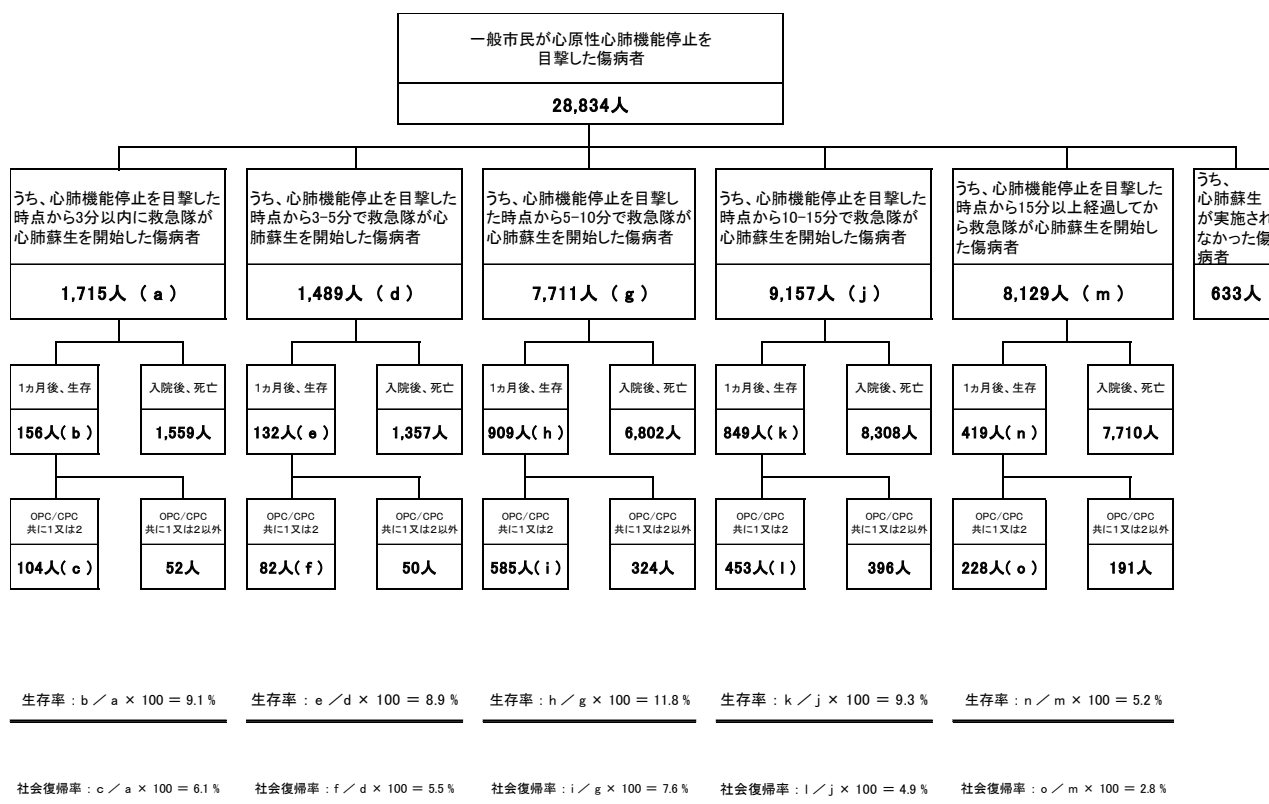 一般市民が心原性心肺機能停止を
目撃した傷病者
28,834人
うち、心肺機能停止を目撃した
時点から3分以内に救急隊が
心肺蘇生を開始した傷病者
1,715人 （ a ）
うち、心肺機能停止を目撃した
時点から3-5分で救急隊が心
肺蘇生を開始した傷病者
1,489人 （ d ）
うち、心肺機能停止を目撃し
た時点から5-10分で救急隊が
心肺蘇生を開始した傷病者
7,711人 （ g ）
うち、心肺機能停止を目撃した
時点から10-15分で救急隊が
心肺蘇生を開始した傷病者
9,157人 （ j ）
うち、心肺機能停止を目撃した
時点から15分以上経過してか
ら救急隊が心肺蘇生を開始し
た傷病者
8,129人 （ m ）
うち、
心肺蘇生
が実施され
なかった傷
病者
633人
1ヵ月後、生存
156人( b )
入院後、死亡
1,559人
1ヵ月後、生存
132人( e )
入院後、死亡
1,357人
1ヵ月後、生存
909人( h )
入院後、死亡
6,802人
1ヵ月後、生存
849人( k )
入院後、死亡
8,308人
1ヵ月後、生存
419人( n )
入院後、死亡
7,710人
OPC/CPC
共に1又は2
104人( c )
OPC/CPC
共に1又は2以外
52人
OPC/CPC
共に1又は2
82人( f )
OPC/CPC
共に1又は2以外
50人
OPC/CPC
共に1又は2
585人( i )
OPC/CPC
共に1又は2以外
324人
OPC/CPC
共に1又は2
453人( l )
OPC/CPC
共に1又は2以外
396人
OPC/CPC
共に1又は2
228人( o )
OPC/CPC
共に1又は2以外
191人
生存率 : b ／ a × 100 ＝ 9.1 %
生存率 : e ／ d × 100 ＝ 8.9 %
生存率 : h ／ g × 100 ＝ 11.8 %
生存率 : k ／ j × 100 ＝ 9.3 %
生存率 : n ／ m × 100 ＝ 5.2 %
社会復帰率 : c ／ a × 100 ＝ 6.1 %
社会復帰率 : f ／ d × 100 ＝ 5.5 %
社会復帰率 : i ／ g × 100 ＝ 7.6 %
社会復帰率 : l ／ j × 100 ＝ 4.9 %
社会復帰率 : o ／ m × 100 ＝ 2.8 %